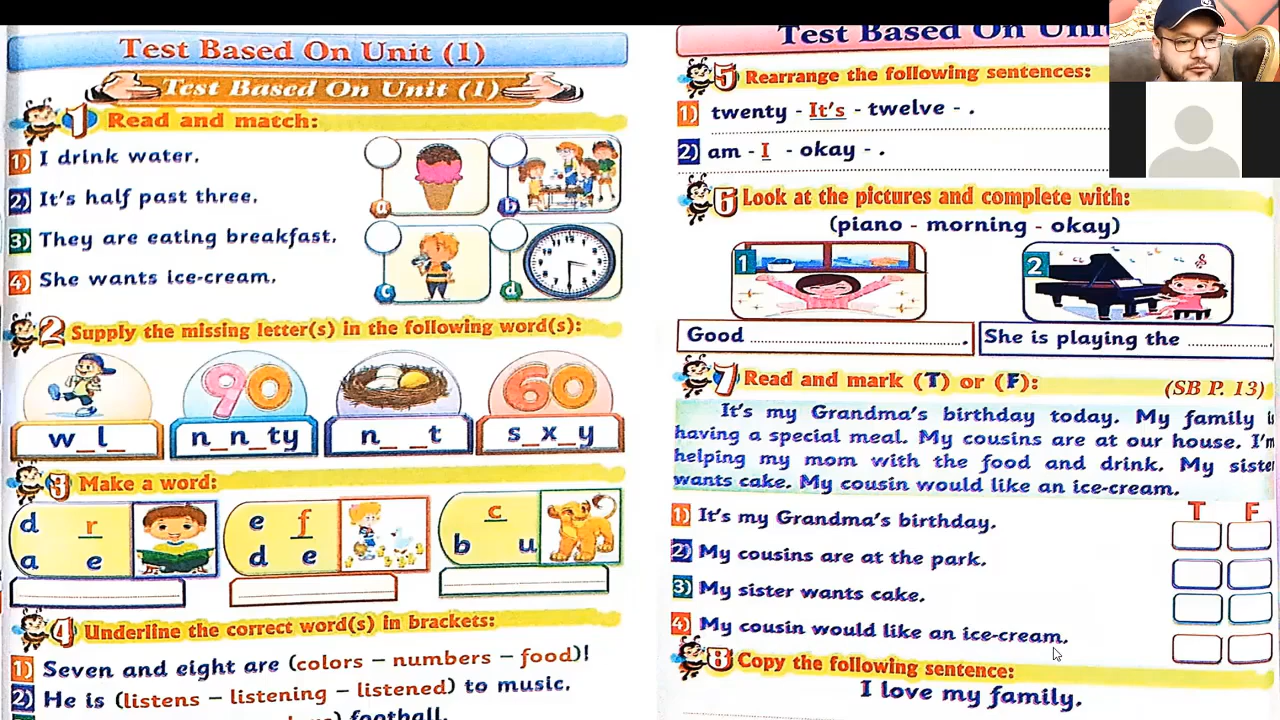 Test Based On Unit (1)
Test Based On Unit (1)
1 Read and match:
1) I drink water.
2) It's half past three.
3) They are eating breakfast.
4) She wants ice-cream.
a
b
c
d
2 Supply the missing letter(s) in the following word(s):
90
60
w_l_
n_n_ty
n_ _t
s_x_y
3 Make a word:
d r
a e
e f
d e
c
b u
4 Underline the correct word(s) in brackets:
1) Seven and eight are (colors – numbers – food)!
2) He is (listens – listening – listened) to music.
football.
Test Based On
5 Rearrange the following sentences:
1) twenty - It's - twelve - .
2) am - I - okay - .
6 Look at the pictures and complete with:
(piano - morning - okay)
1
2
Good ............................................. .
She is playing the ................
7 Read and mark (T) or (F):
(SB P. 13)
It's my Grandma's birthday today. My family is
having a special meal. My cousins are at our house. I'm
helping my mom with the food and drink. My sister
wants cake. My cousin would like an ice-cream.
T F
1) It's my Grandma's birthday.
2) My cousins are at the park.
3) My sister wants cake.
4) My cousin would like an ice-cream.
8 Copy the following sentence:
I love my family.